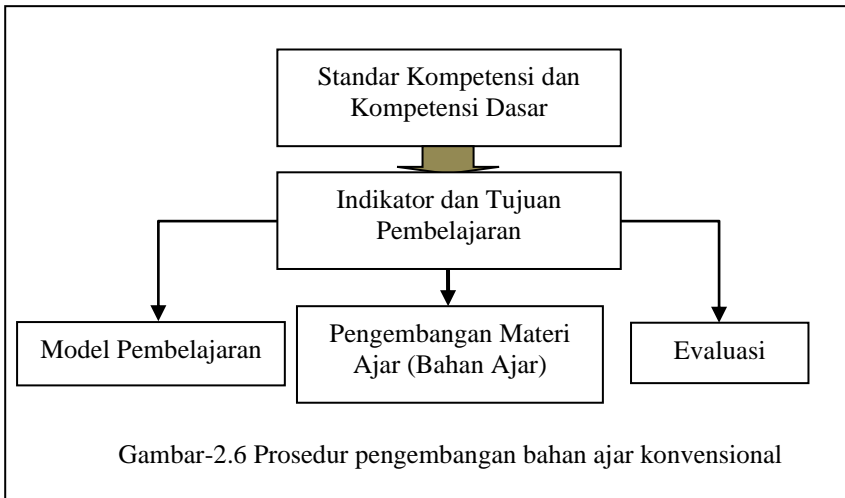 Standar Kompetensi dan
Kompetensi Dasar
Indikator dan Tujuan
Pembelajaran
Model Pembelajaran
Pengembangan Materi
Ajar (Bahan Ajar)
Evaluasi
Gambar-2.6 Prosedur pengembangan bahan ajar konvensional